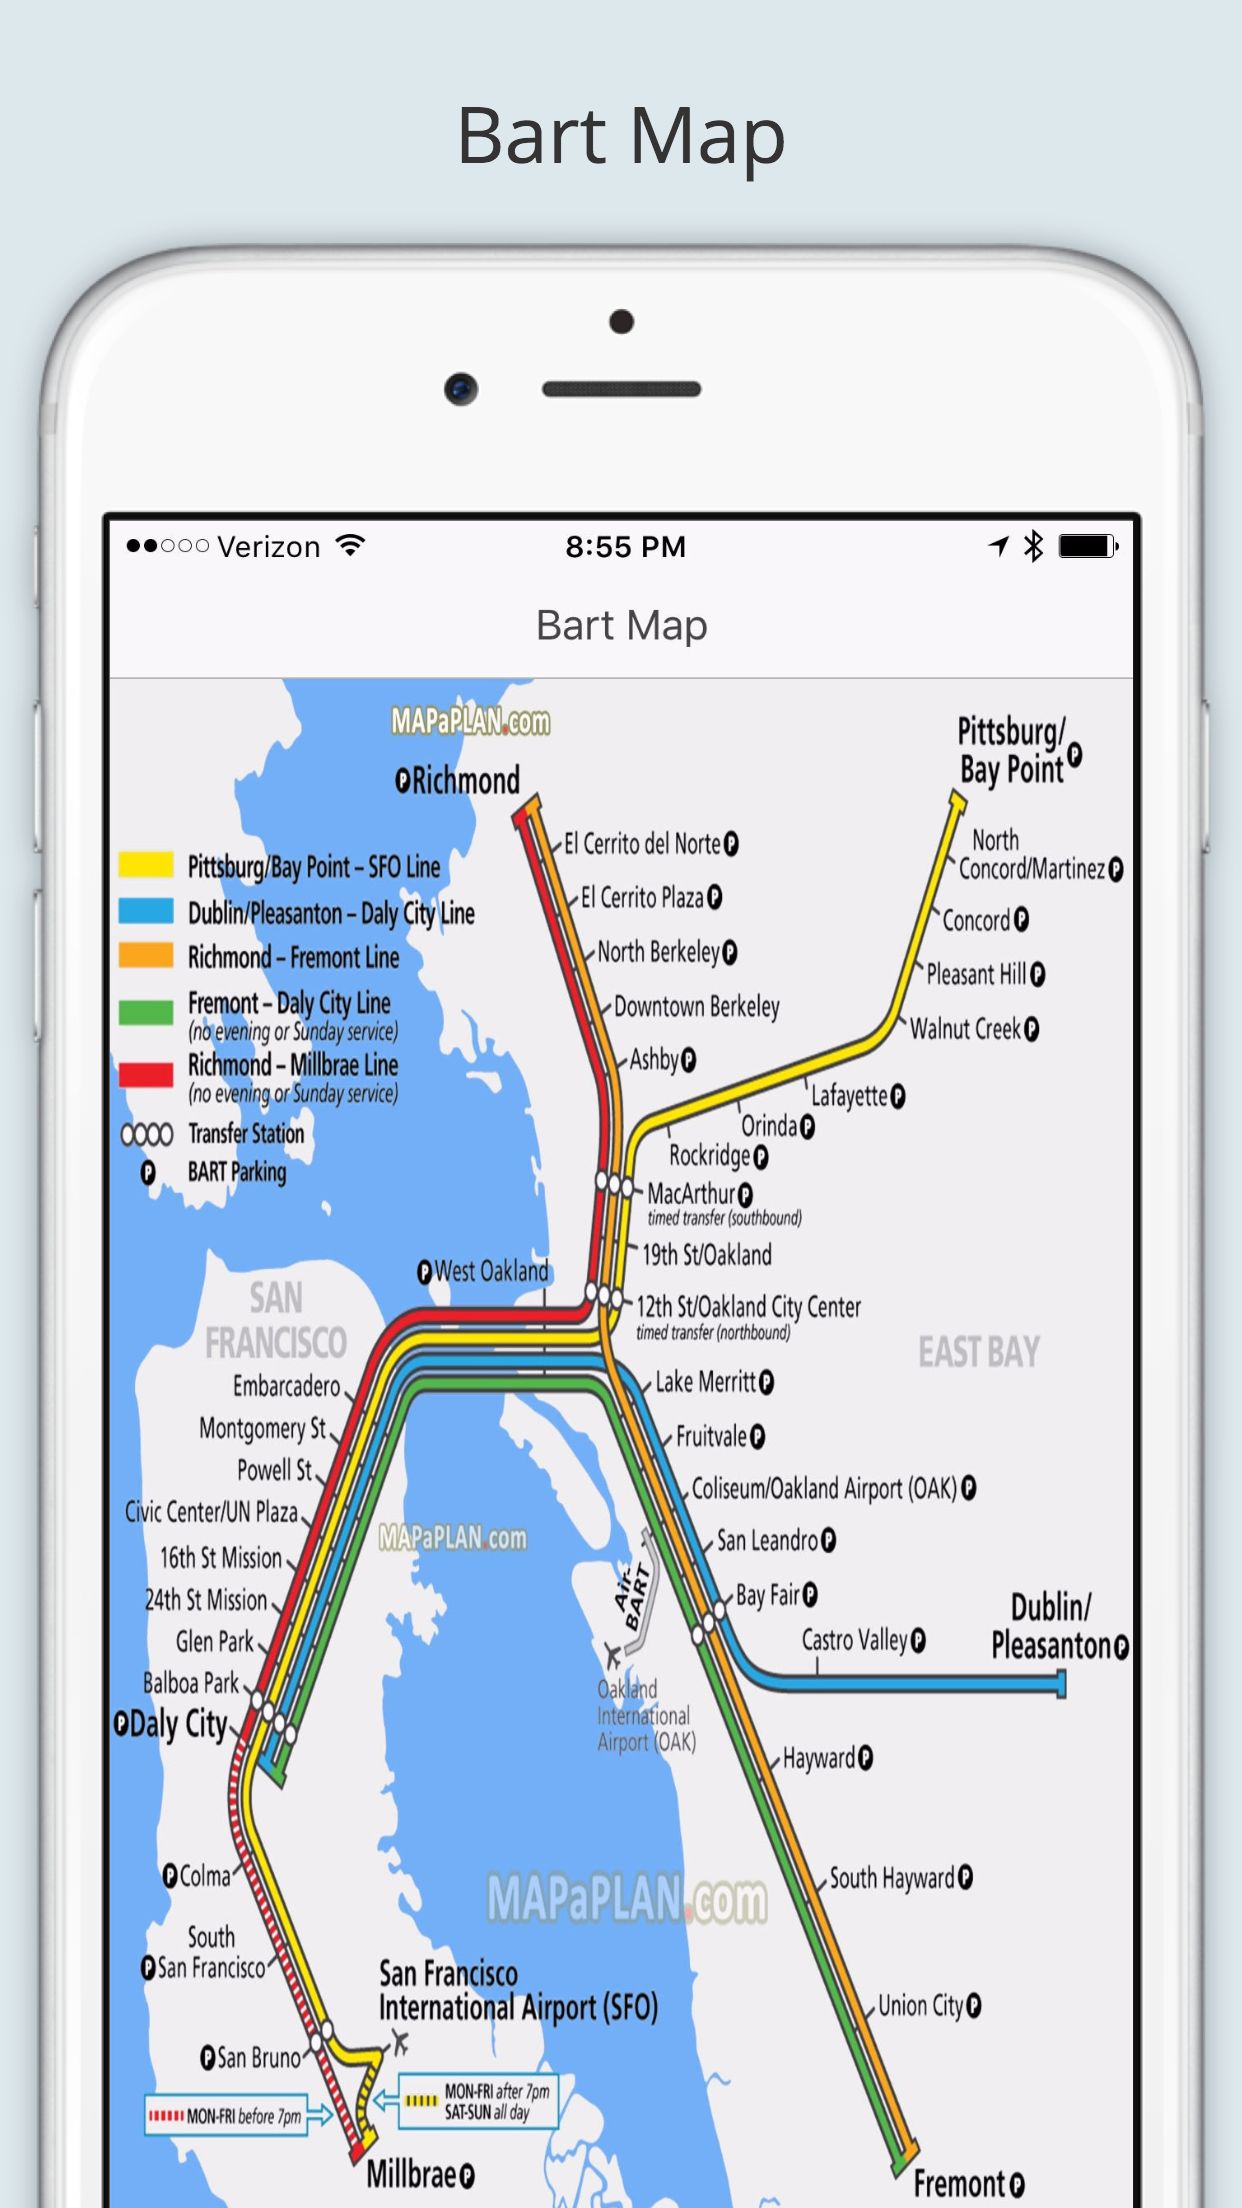 Bart Map
Verizon
8:55 PM
Bart Map
MAPaPLAN.com
Pittsburg/
Bay Point P
P Richmond
El Cerrito del Norte P
North
Concord/Martinez P
Pittsburg/Bay Point – SFO Line
El Cerrito Plaza P
Dublin/Pleasanton – Daly City Line
Concord P
Richmond – Fremont Line
North Berkeley P
Pleasant Hill P
Fremont – Daly City Line
(no evening or Sunday service)
Downtown Berkeley
Walnut Creek P
Richmond – Millbrae Line
(no evening or Sunday service)
Ashby P
Lafayette P
Transfer Station
Orinda P
P BART Parking
Rockridge P
MacArthur P
timed transfer (southbound)
19th St/Oakland
P West Oakland
SAN
FRANCISCO
12th St/Oakland City Center
timed transfer (northbound)
EAST BAY
Embarcadero
Lake Merritt P
Montgomery St
Fruitvale P
Powell St
Coliseum/Oakland Airport (OAK) P
Civic Center/UN Plaza
MAPaPLAN.com
San Leandro P
16th St Mission
24th St Mission
Air-
BART
Bay Fair P
Dublin/
Pleasanton P
Glen Park
Castro Valley P
Balboa Park
Oakland
International
Airport (OAK)
P Daly City
Hayward P
P Colma
South Hayward P
MAPaPLAN.com
South
P San Francisco
San Francisco
International Airport (SFO)
Union City P
P San Bruno
MON-FRI after 7pm
SAT-SUN all day
MON-FRI before 7pm
Millbrae P
Fremont P